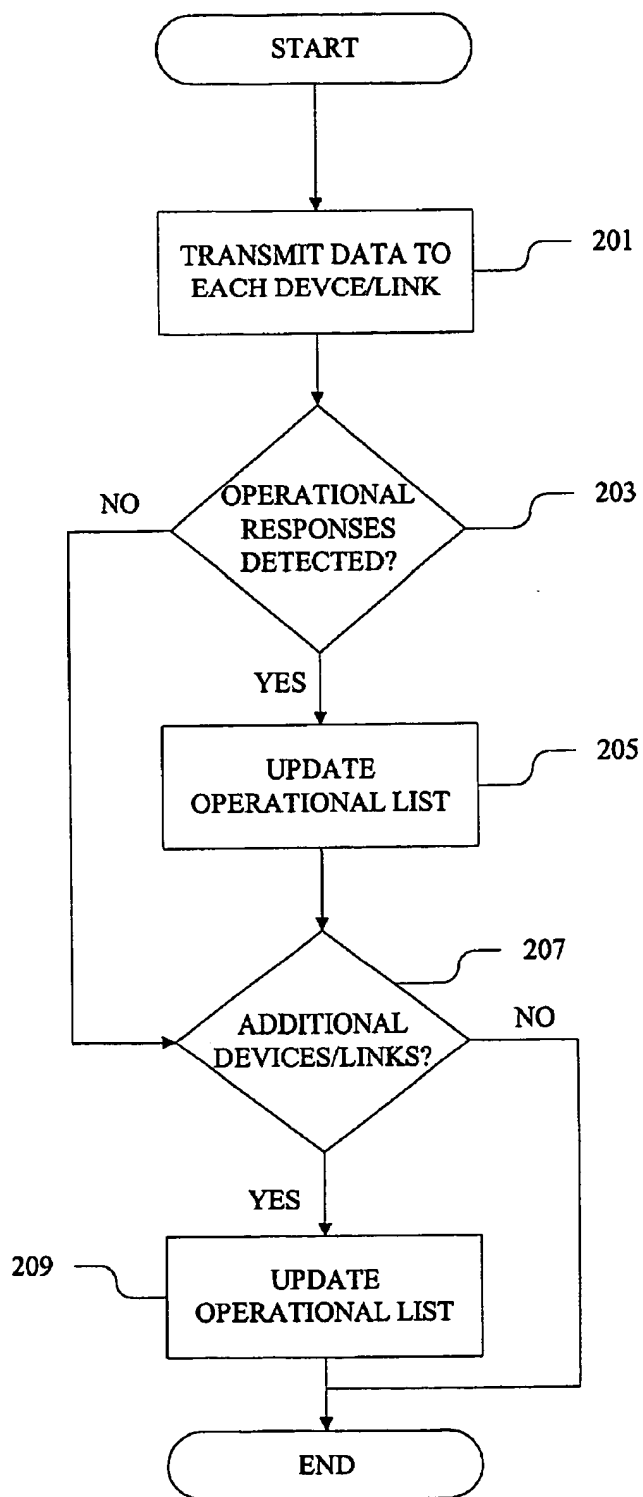 START
TRANSMIT DATA TO
EACH DEVCE/LINK
201
OPERATIONAL
RESPONSES
DETECTED?
203
NO
YES
UPDATE
OPERATIONAL LIST
205
207
ADDITIONAL
DEVICES/LINKS?
NO
YES
209
UPDATE
OPERATIONAL LIST
END